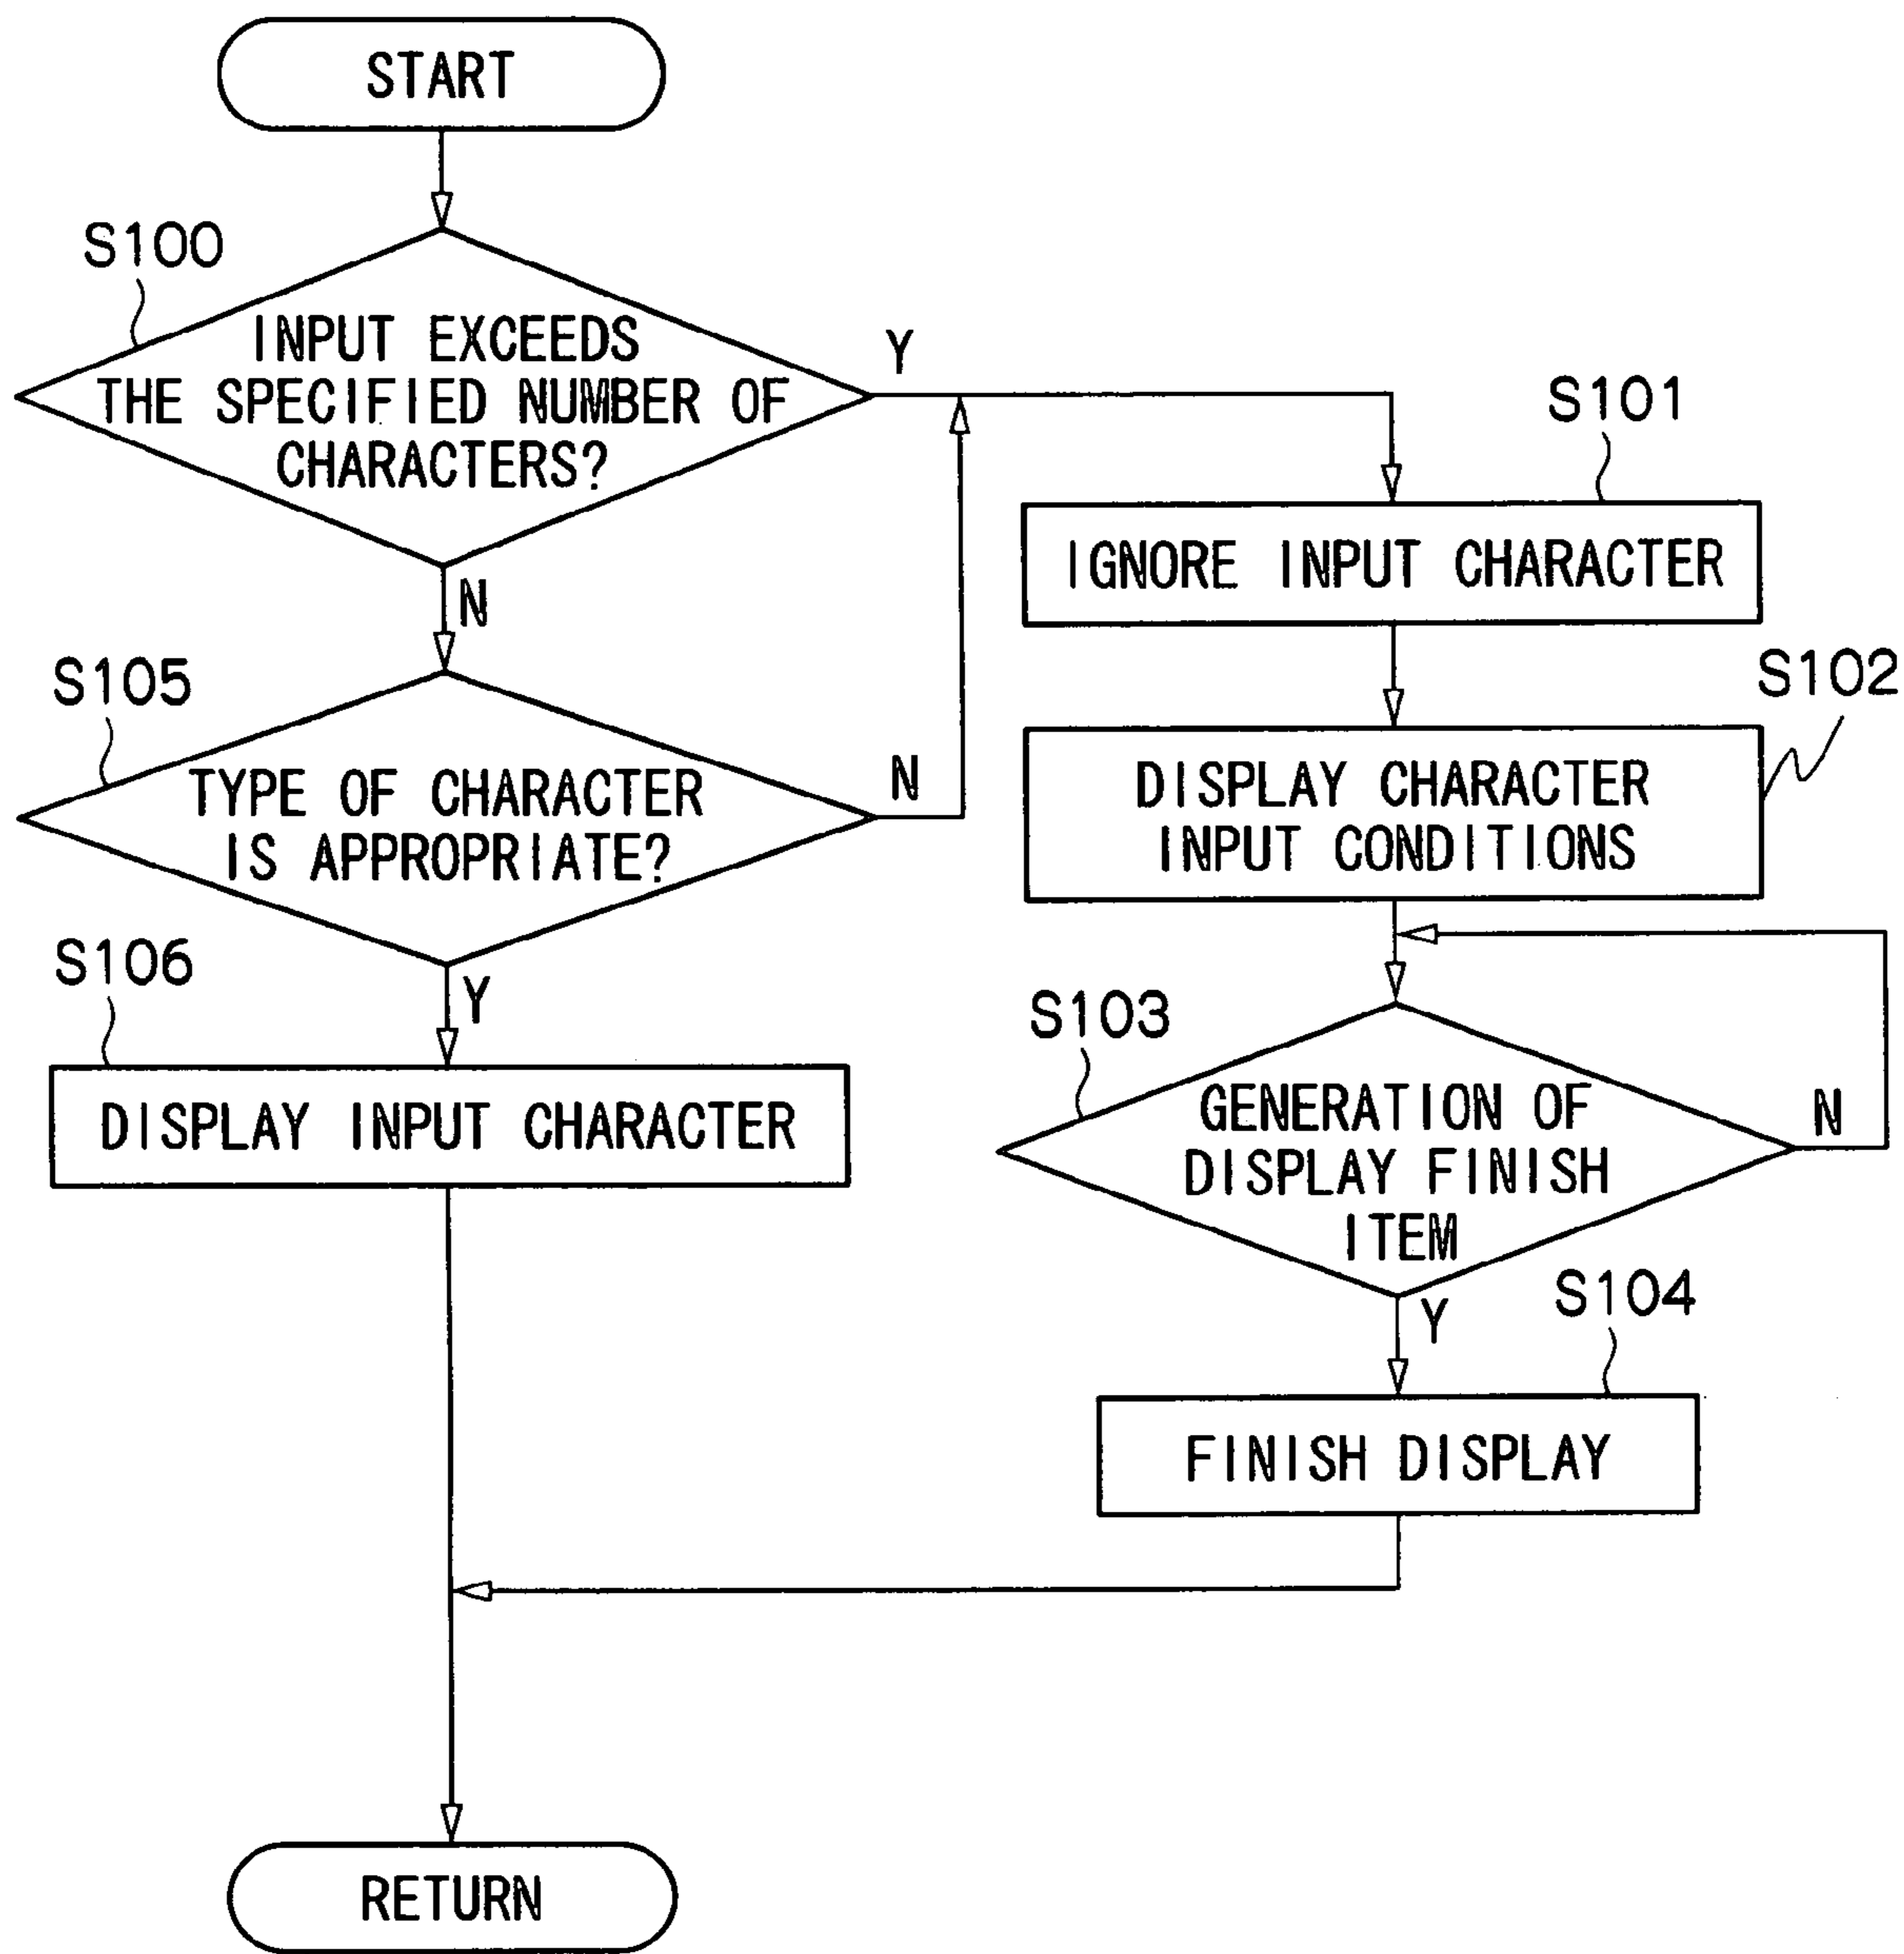 START
S100
INPUT EXCEEDS
THE SPECIFIED NUMBER OF
CHARACTERS?
Y
N
S101
IGNORE INPUT CHARACTER
S102
DISPLAY CHARACTER
INPUT CONDITIONS
S105
TYPE OF CHARACTER
IS APPROPRIATE?
N
Y
S106
DISPLAY INPUT CHARACTER
S103
GENERATION OF
DISPLAY FINISH
ITEM
N
Y
S104
FINISH DISPLAY
RETURN